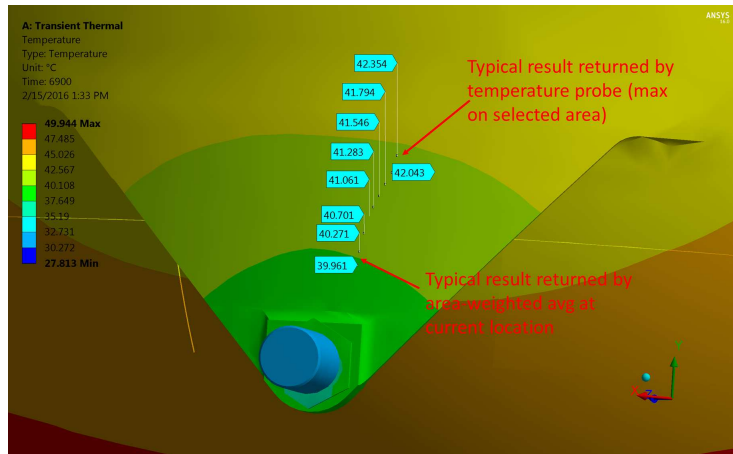 A: Transient Thermal
Temperature
Type: Temperature
Unit: °C
Time: 6900
2/15/2016 1:33 PM
49.944 Max
47.485
45.026
42.567
40.108
37.649
35.19
32.731
30.272
27.813 Min
ANSYS
42.354
41.794
41.546
41.283
42.043
41.061
40.701
40.271
39.961
Typical result returned by
temperature probe (max
on selected area)
Typical result returned by
area-weighted avg at
current location
Y
X
Z